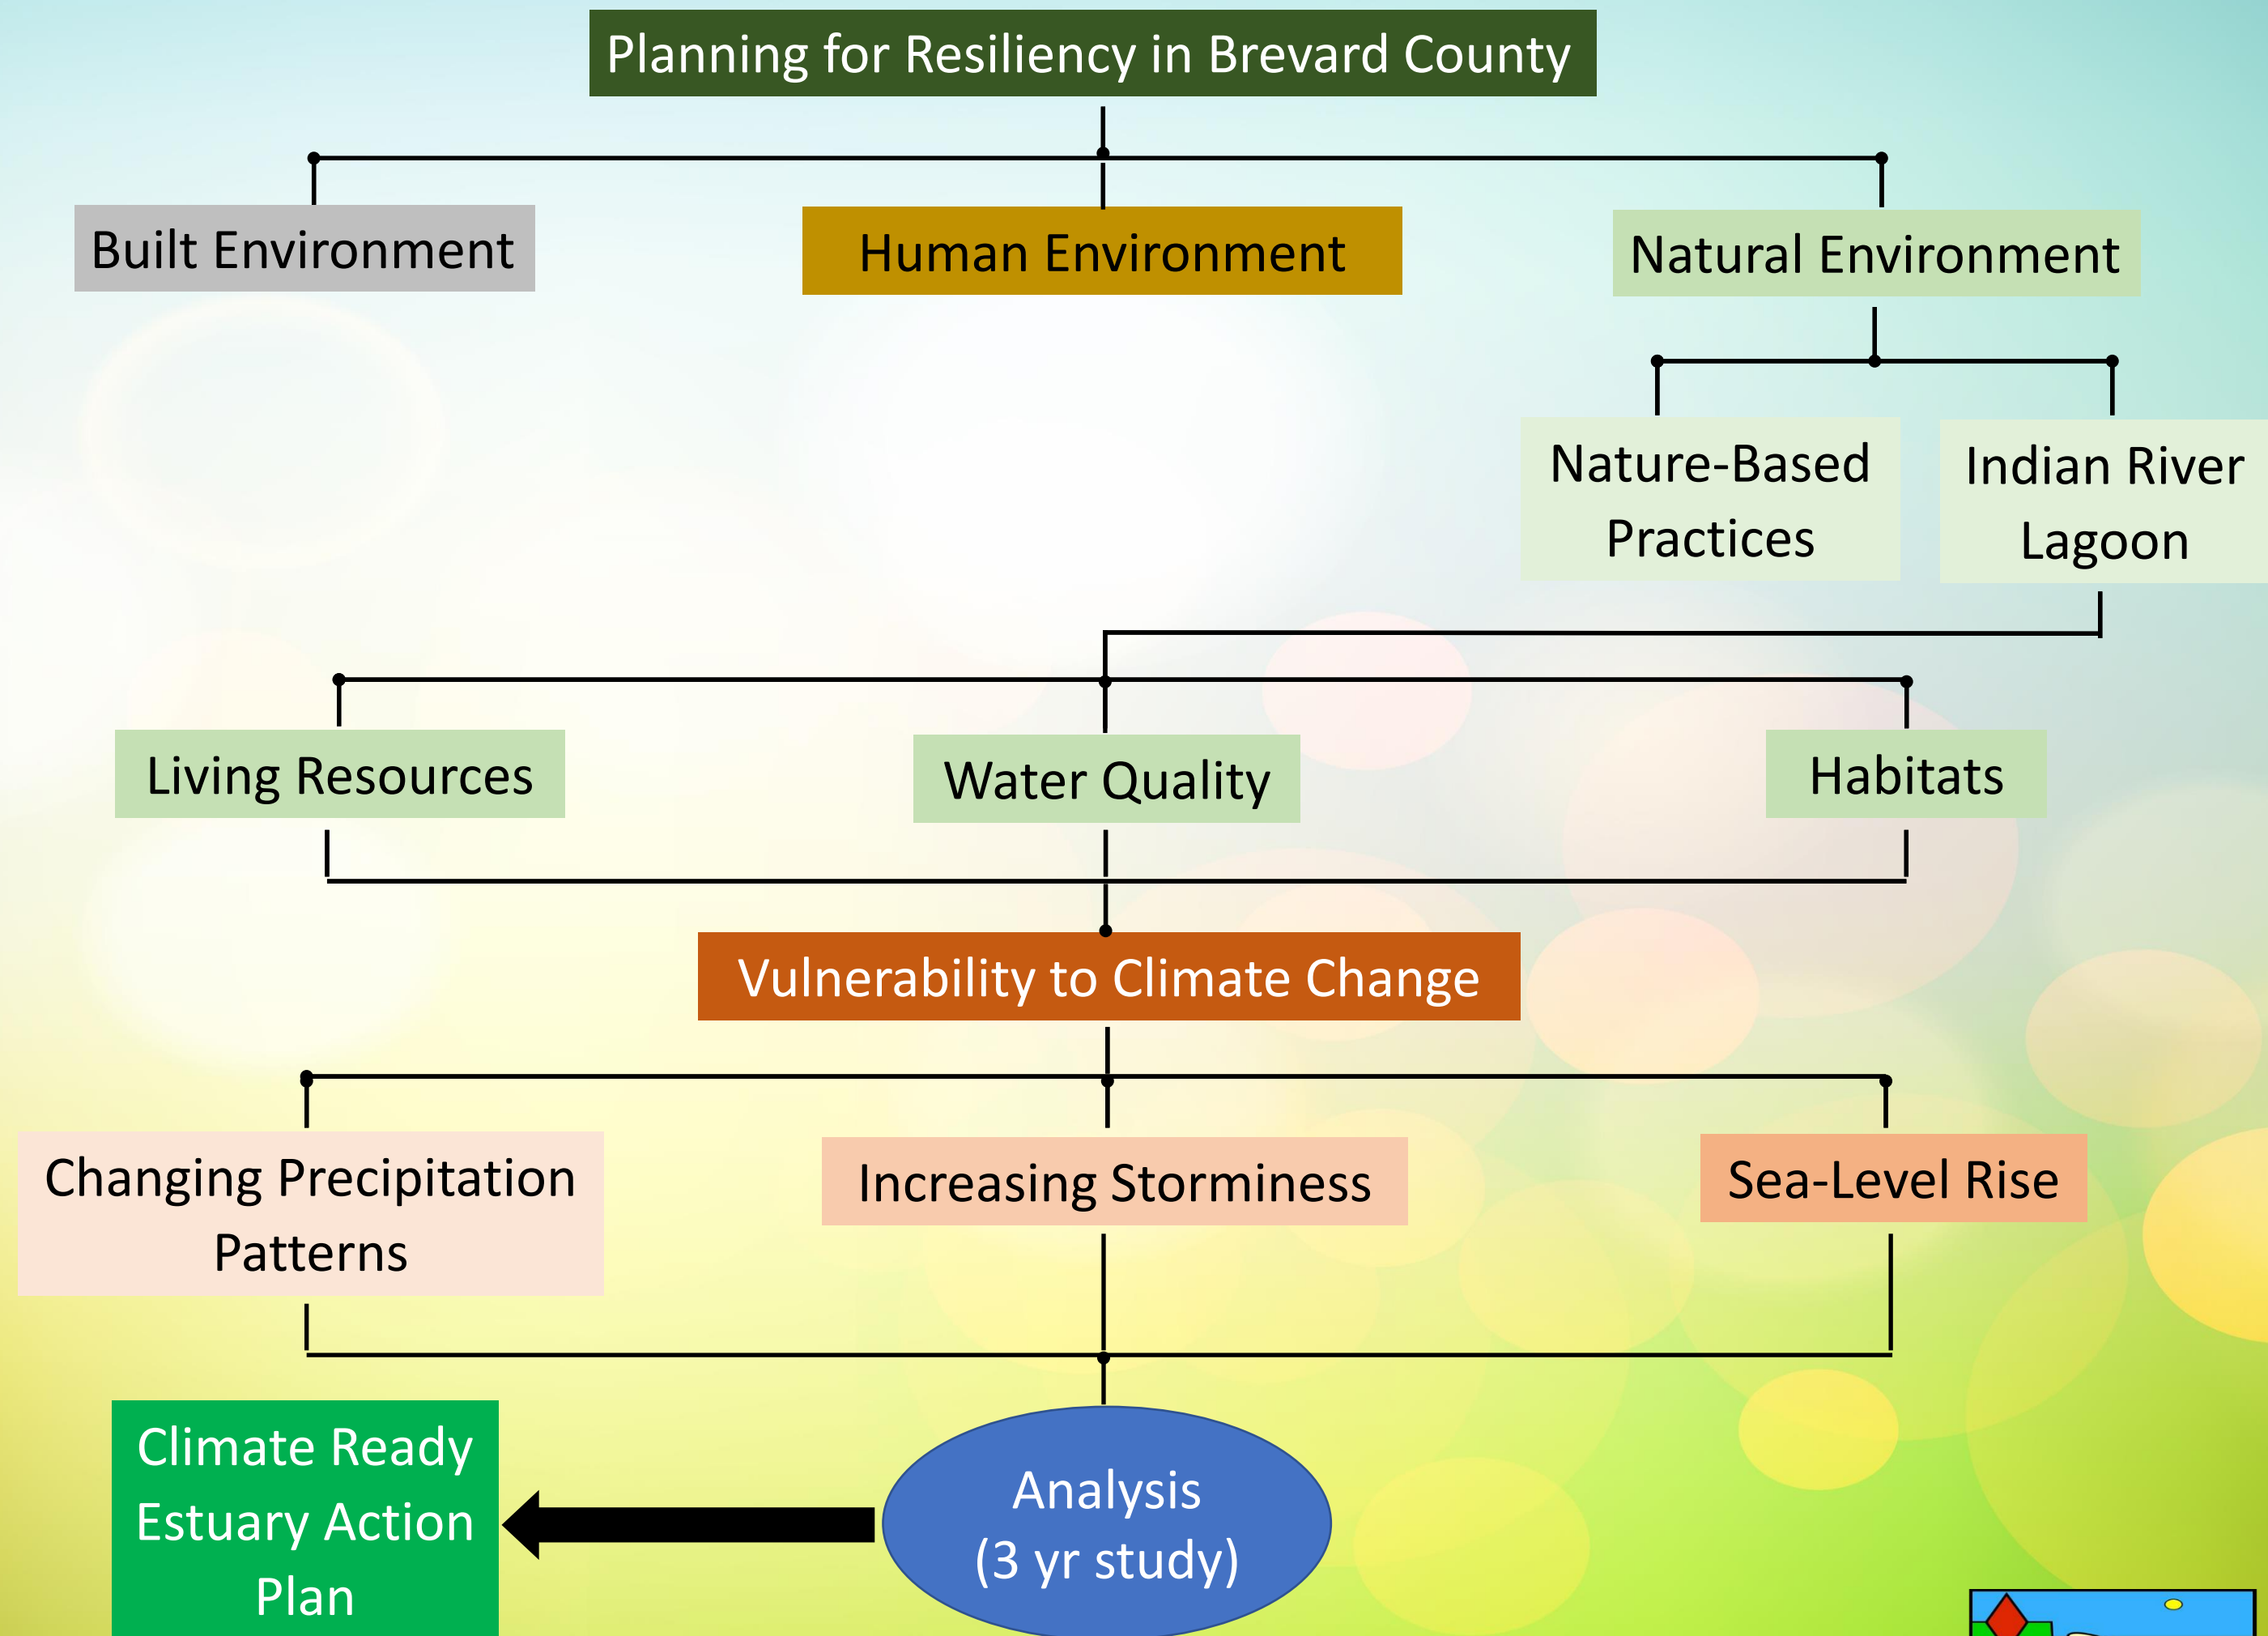 Planning for Resiliency in Brevard County
Built Environment
Human Environment
Natural Environment
Nature-Based
Practices
Indian River
Lagoon
Living Resources
Water Quality
Habitats
Vulnerability to Climate Change
Changing Precipitation
Patterns
Increasing Storminess
Sea-Level Rise
Climate Ready
Estuary Action
Plan
Analysis
(3 yr study)